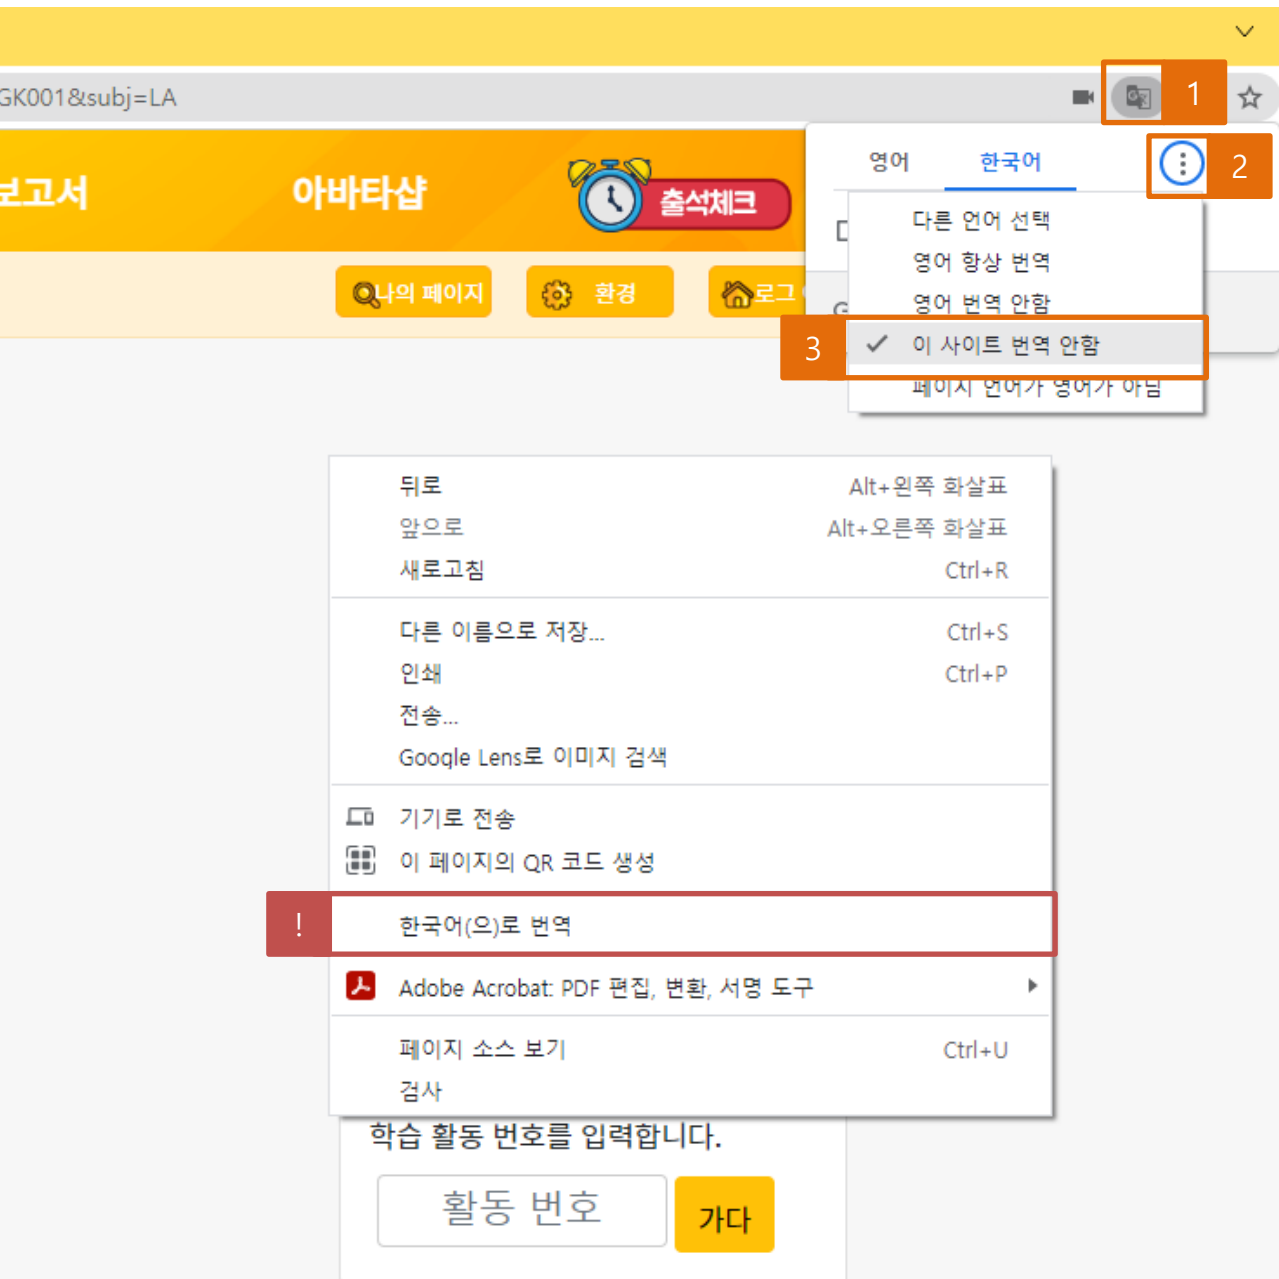 GK001&subj=LA
1
영어 한국어
2
보고서 아바타샵 출석체크
다른 언어 선택
영어 항상 번역
나의 페이지 환경 로그
영어 번역 안함
3 이 사이트 번역 안함
페이지 언어가 영어가 아님
뒤로 Alt+왼쪽 화살표
앞으로 Alt+오른쪽 화살표
새로고침 Ctrl+R
다른 이름으로 저장... Ctrl+S
인쇄 Ctrl+P
전송...
Google Lens로 이미지 검색
기기로 전송
이 페이지의 QR 코드 생성
! 한국어(으)로 번역
Adobe Acrobat: PDF 편집, 변환, 서명 도구
페이지 소스 보기 Ctrl+U
검사
학습 활동 번호를 입력합니다.
활동 번호 가다